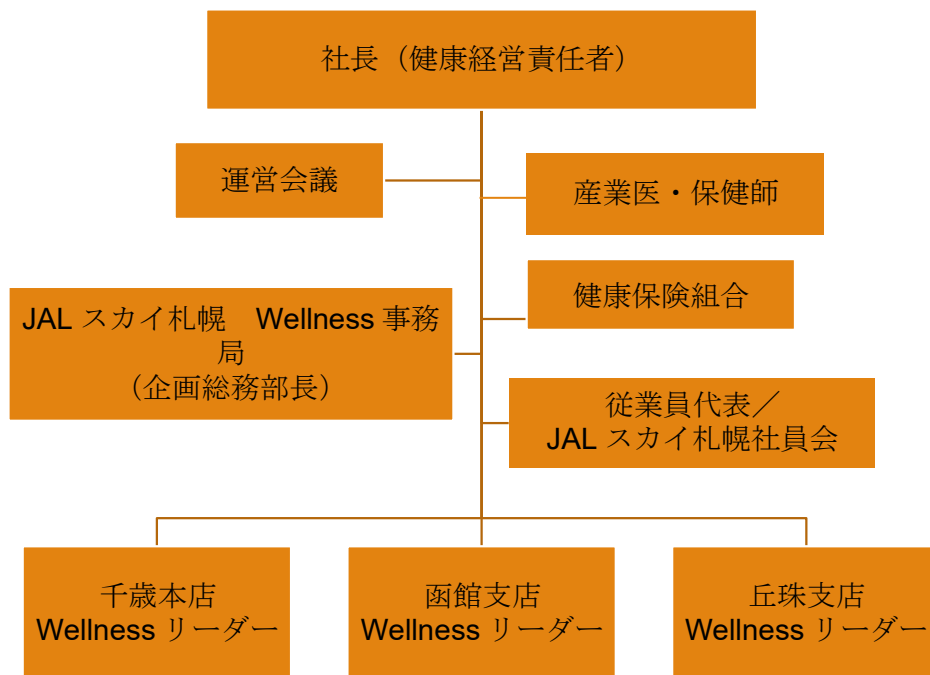 社長（健康経営責任者）
運営会議
産業医・保健師
健康保険組合
JAL スカイ札幌　Wellness 事務
局
（企画総務部長）
従業員代表／
JAL スカイ札幌社員会
千歳本店
Wellness リーダー
函館支店
Wellness リーダー
丘珠支店
Wellness リーダー